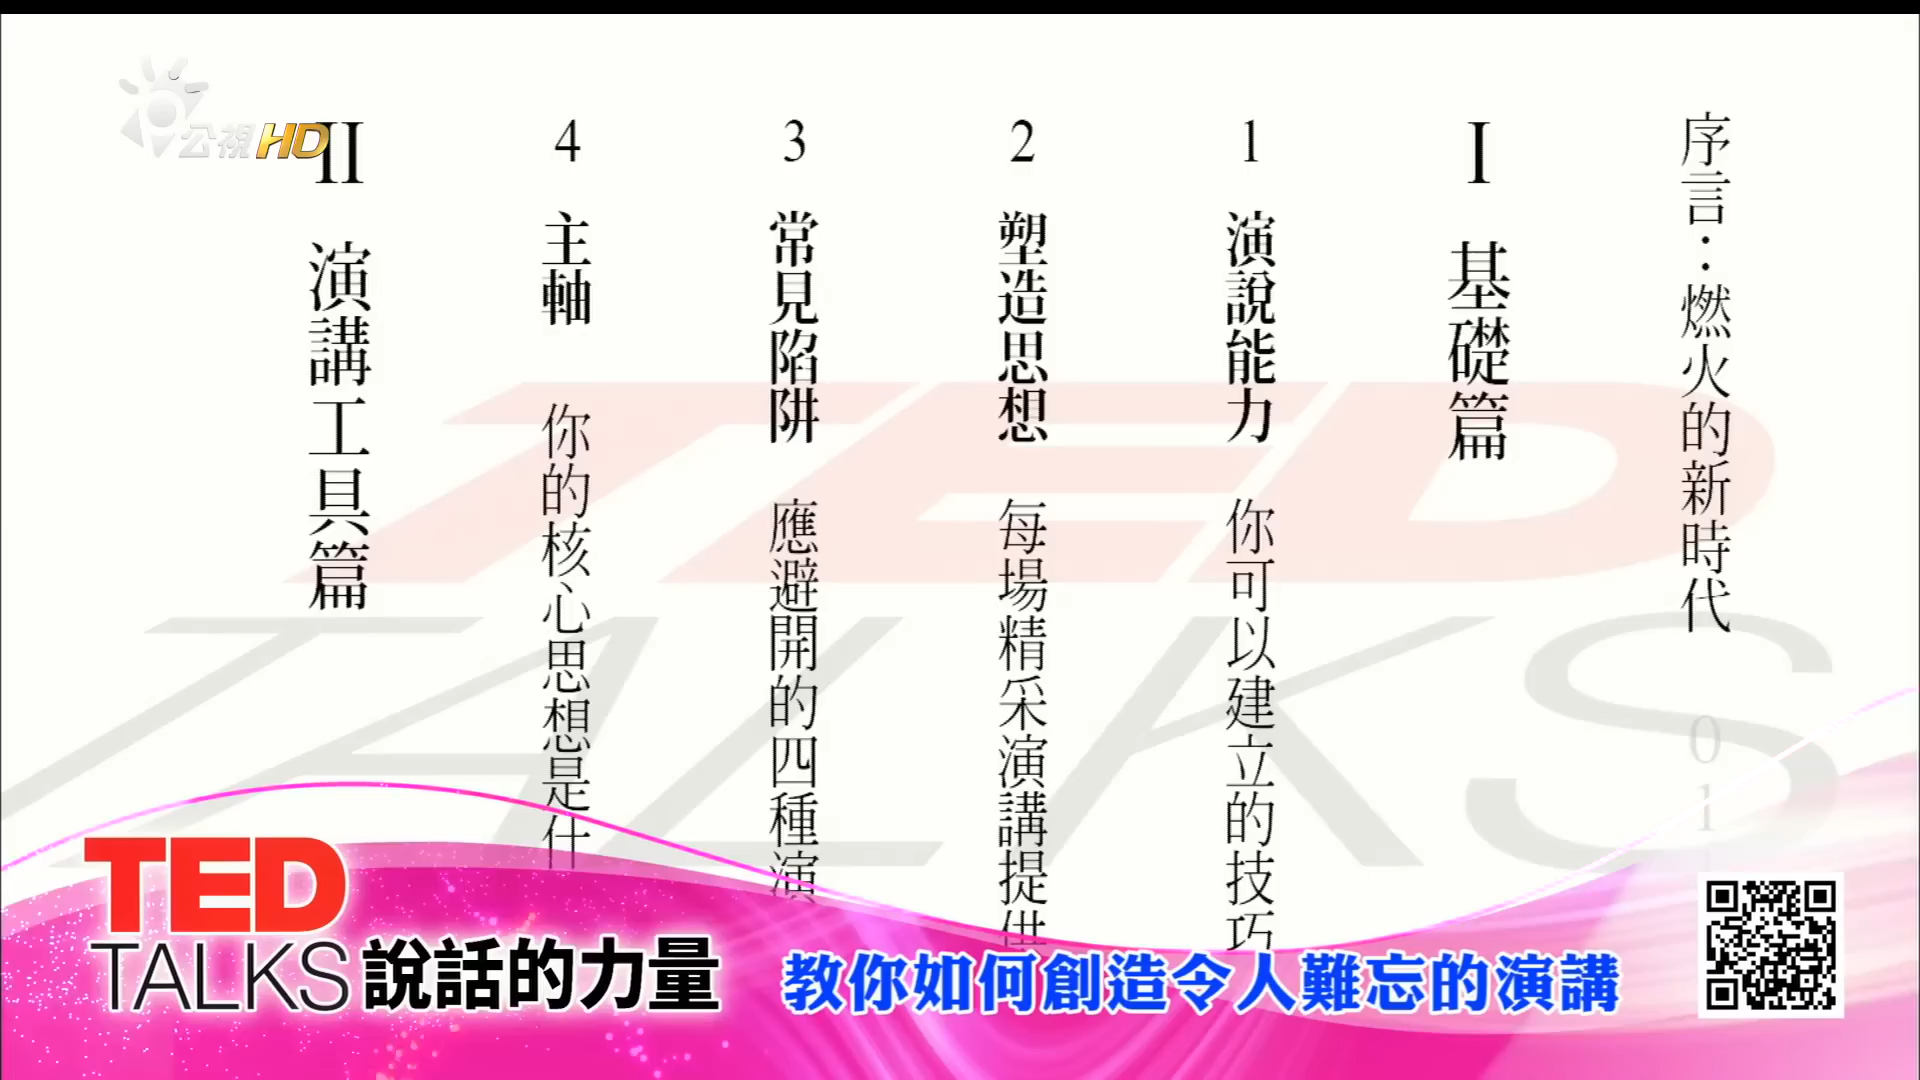 公視HD
序言：燃火的新時代 01
I 基礎篇
1 演說能力 你可以建立的技巧
2 塑造思想 每場精采演講提供
3 常見陷阱 應避開的四種演
4 主軸 你的核心思想是什
II 演講工具篇
TED
TALKS
TED
TALKS 說話的力量
教你如何創造令人難忘的演講